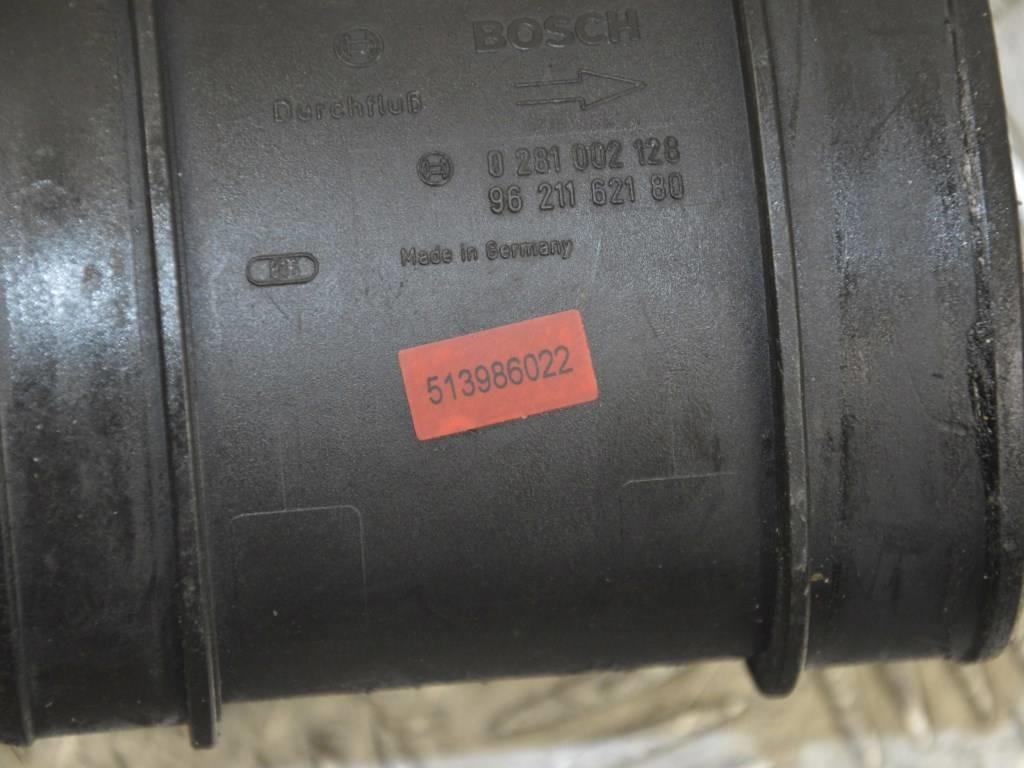 BOSCH
Durchfluß
0 281 002 128
96 211 621 80
Made in Germany
513986022